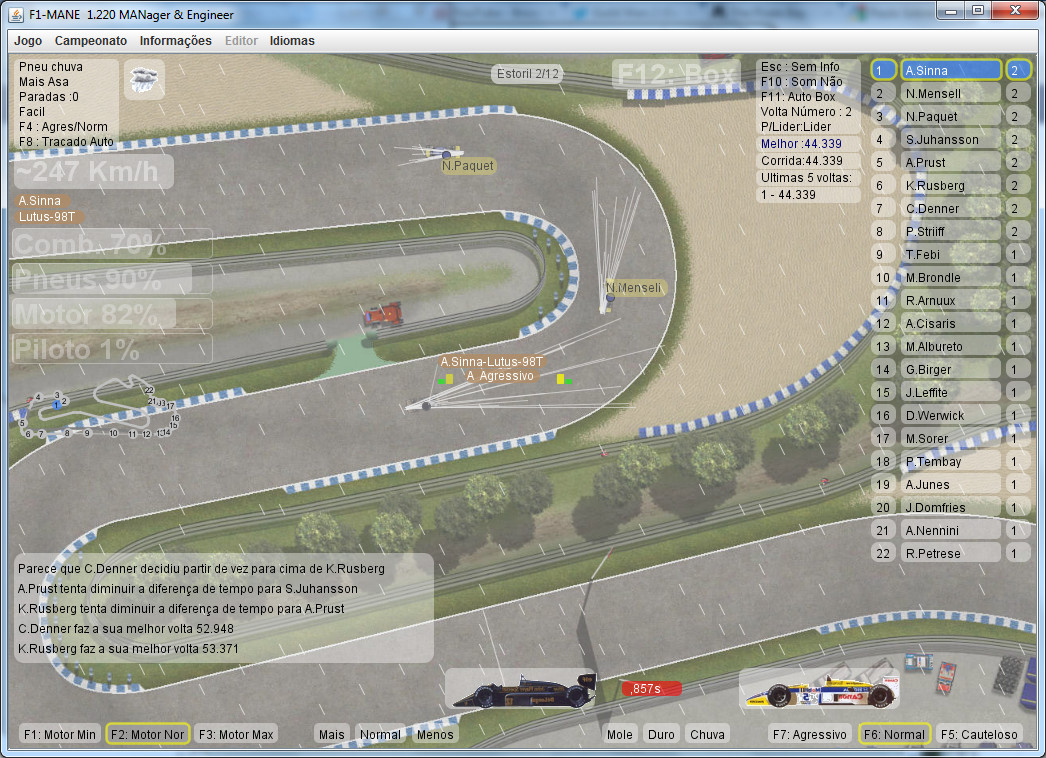 F1-MANE 1.220 MANager & Engineer
Jogo Campeonato Informações Editor Idiomas
Pneu chuva
Mais Asa
Paradas :0
Facil
F4 : Agres/Norm
F8 : Tracado Auto
~247 Km/h
A.Sinna
Lutus-98T
Comb. 70%
Pneus 90%
Motor 82%
Piloto 1%
Estoril 2/12
F12: Box
Esc : Sem Info
F10 : Som Não
F11: Auto Box
Volta Número : 2
P/Lider:Lider
Melhor :44.339
Corrida:44.339
Ultimas 5 voltas:
1 - 44.339
1 A.Sinna 2
2 N.Mensell 2
3 N.Paquet 2
4 S.Juhansson 2
5 A.Prust 2
6 K.Rusberg 2
7 C.Denner 2
8 P.Striiff 2
9 T.Febi 1
10 M.Brondle 1
11 R.Arnuux 1
12 A.Cisaris 1
13 M.Albureto 1
14 G.Birger 1
15 J.Leffite 1
16 D.Werwick 1
17 M.Sorer 1
18 P.Tembay 1
19 A.Junes 1
20 J.Domfries 1
21 A.Nennini 1
22 R.Petrese 1
N.Paquet
N.Mensell
A.Sinna-Lutus-98T
A Agressivo
Parece que C.Denner decidiu partir de vez para cima de K.Rusberg
A.Prust tenta diminuir a diferença de tempo para S.Juhansson
K.Rusberg tenta diminuir a diferença de tempo para A.Prust
C.Denner faz a sua melhor volta 52.948
K.Rusberg faz a sua melhor volta 53.371
,857s
F1: Motor Min F2: Motor Nor F3: Motor Max Mais Normal Menos Mole Duro Chuva F7: Agressivo F6: Normal F5: Cauteloso